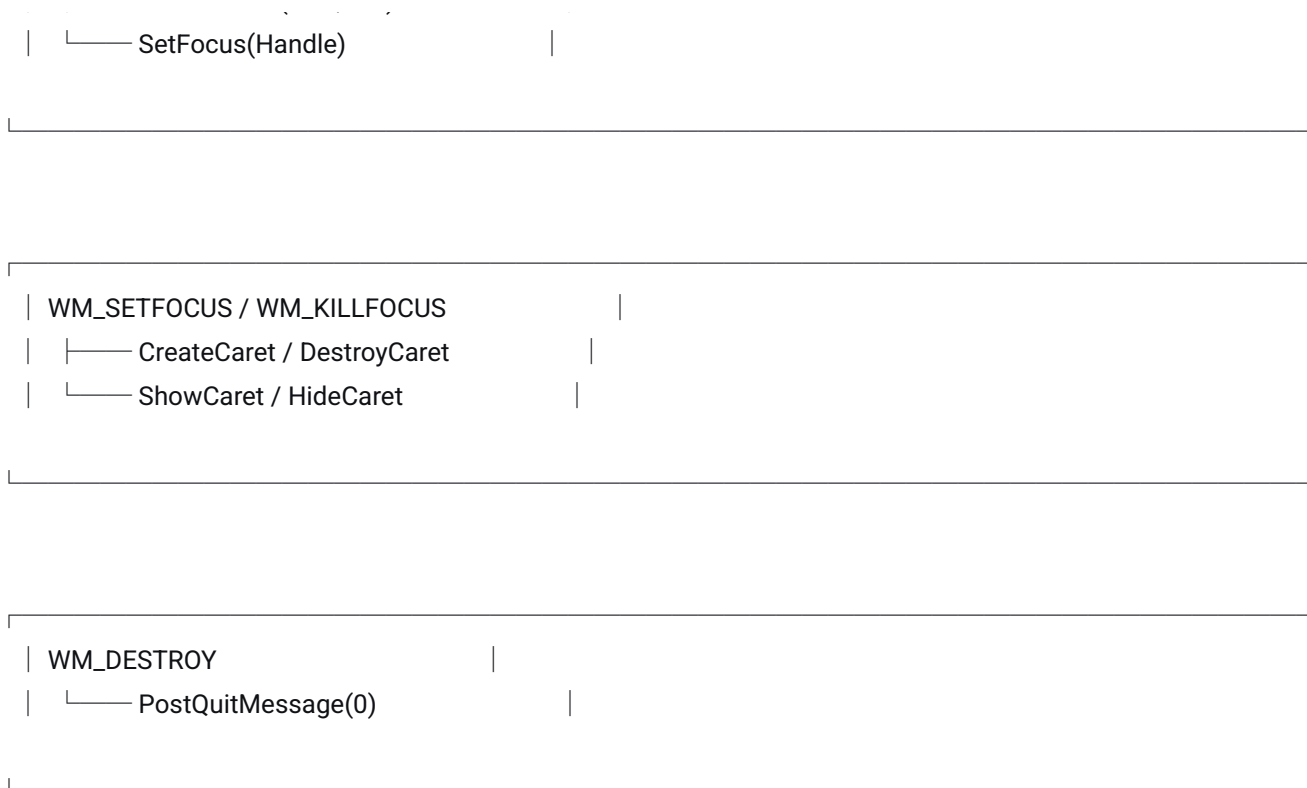 │ └── SetFocus(Handle) │
│ WM_SETFOCUS / WM_KILLFOCUS │
│ ├── CreateCaret / DestroyCaret │
│ └── ShowCaret / HideCaret │
│ WM_DESTROY │
│ └── PostQuitMessage(0) │